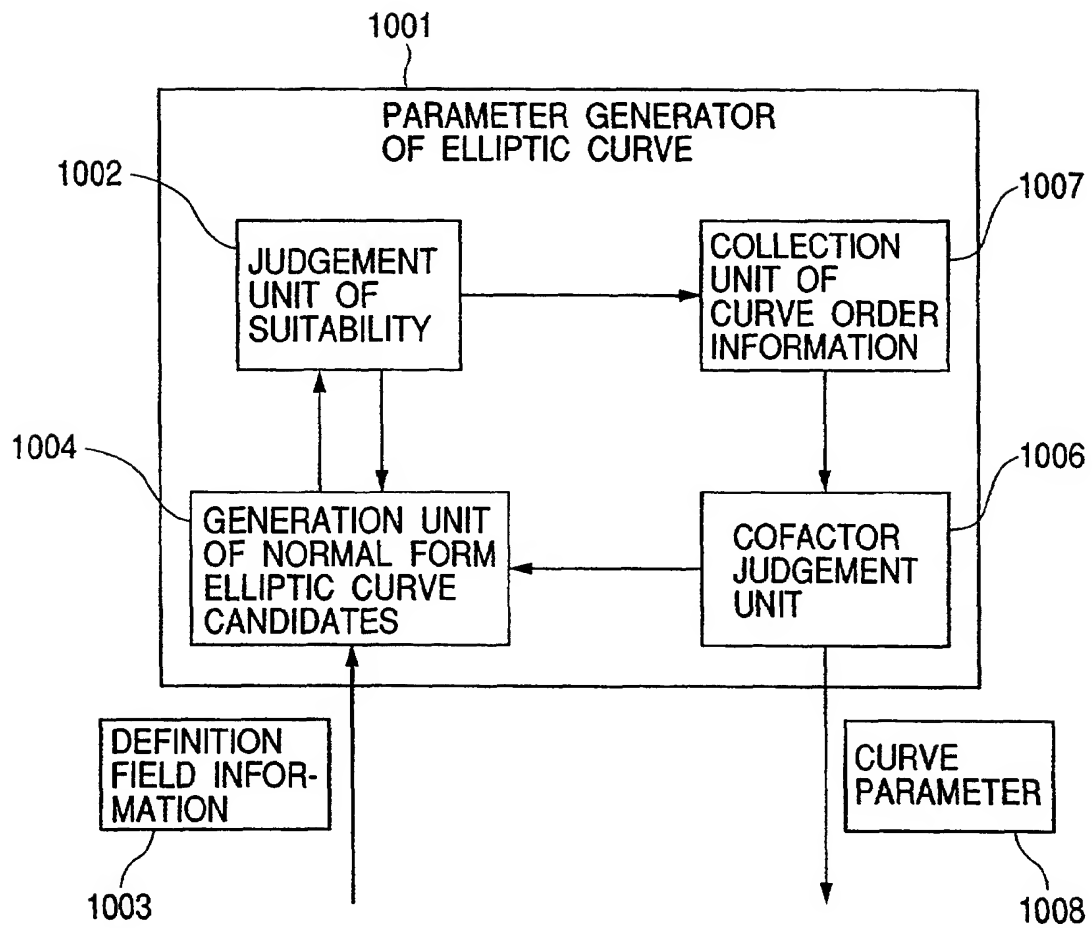 1001
PARAMETER GENERATOR
OF ELLIPTIC CURVE
1002
JUDGEMENT
UNIT OF
SUITABILITY
1007
COLLECTION
UNIT OF
CURVE ORDER
INFORMATION
1004
GENERATION UNIT
OF NORMAL FORM
ELLIPTIC CURVE
CANDIDATES
1006
COFACTOR
JUDGEMENT
UNIT
DEFINITION
FIELD INFOR-
MATION
1003
CURVE
PARAMETER
1008